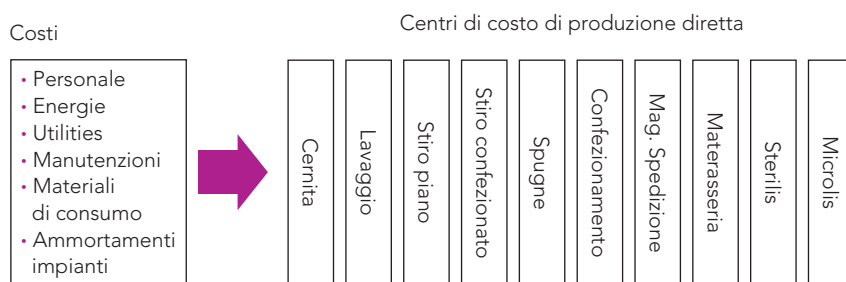 Costi
Centri di costo di produzione diretta
• Personale
• Energie
• Utilities
• Manutenzioni
• Materiali
di consumo
• Ammortamenti
impianti
Cernita
Lavaggio
Stiro piano
Stiro confezionato
Spugne
Confezionamento
Mag. Spedizione
Materasseria
Sterilis
Microlis